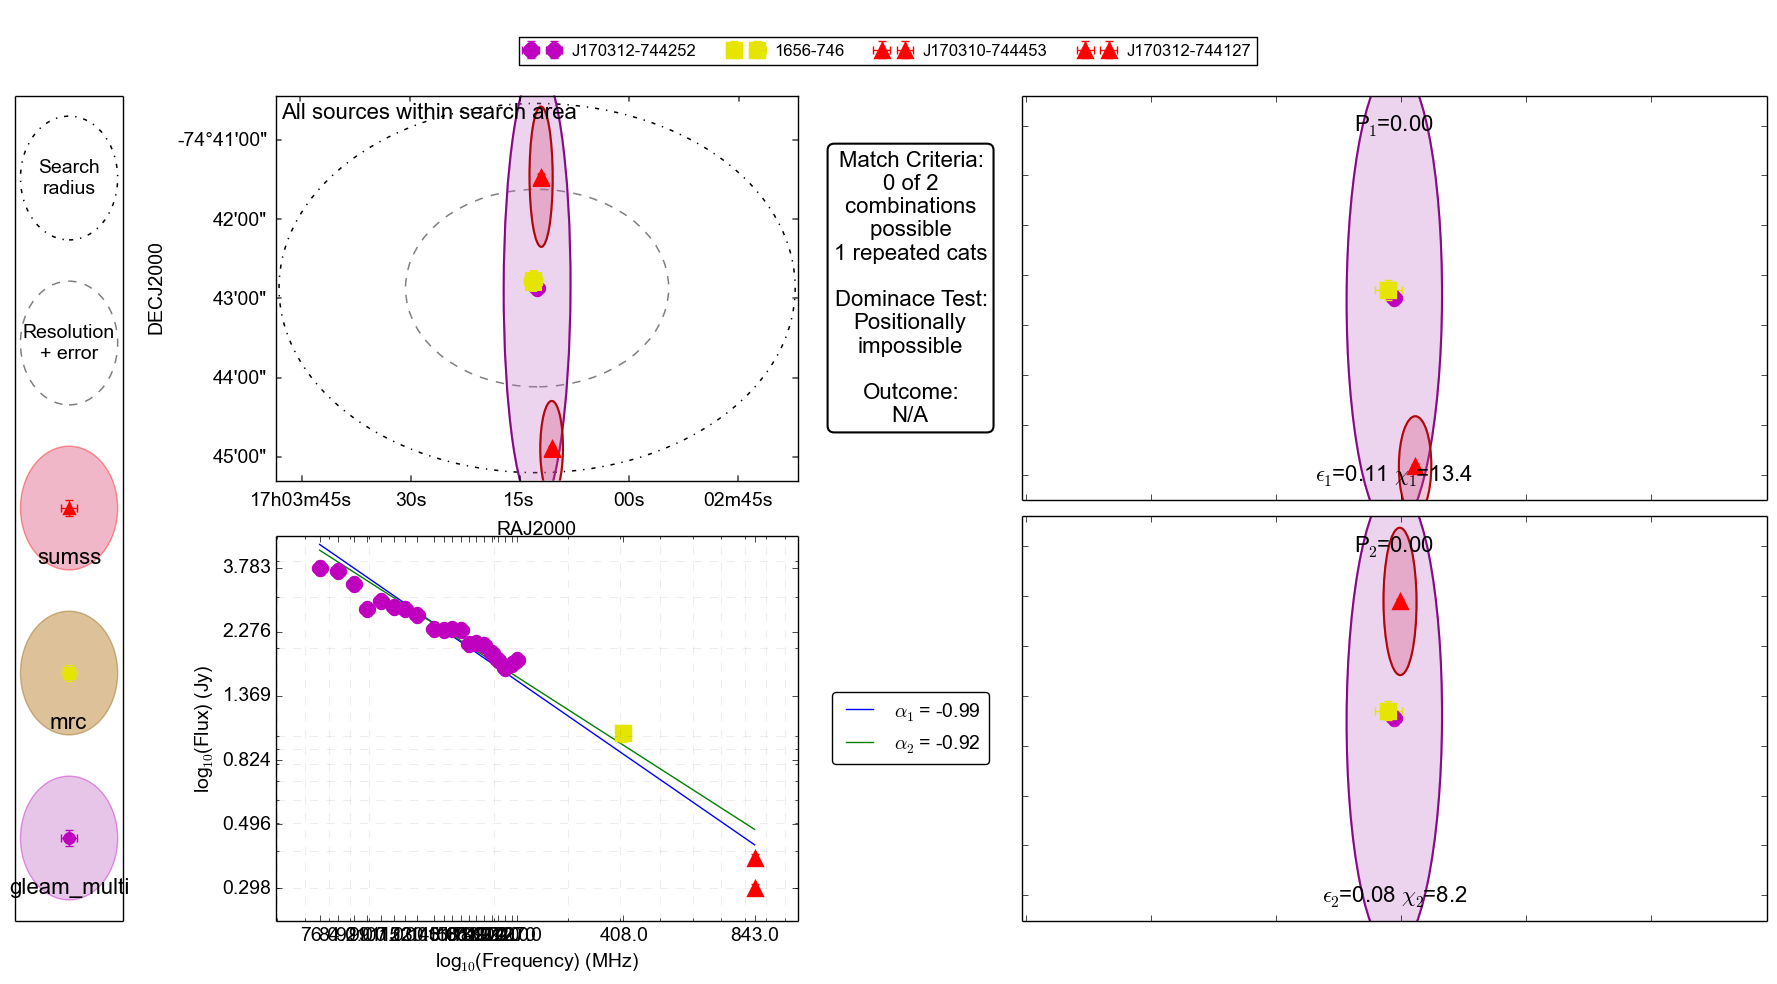 J170312-744252
1656-746
J170310-744453
J170312-744127
Search
radius
Resolution
+ error
sumss
mrc
gleam_multi
All sources within search area
DECJ2000
-74°41'00"
42'00"
43'00"
44'00"
45'00"
17h03m45s
30s
15s
00s
02m45s
RAJ2000
Match Criteria:
0 of 2
combinations
possible
1 repeated cats
Dominace Test:
Positionally
impossible
Outcome:
N/A
P1=0.00
ϵ1=0.11 χ1=13.4
P2=0.00
ϵ2=0.08 χ2=8.2
log10(Flux) (Jy)
3.783
2.276
1.369
0.824
0.496
0.298
408.0
843.0
log10(Frequency) (MHz)
α1 = -0.99
α2 = -0.92